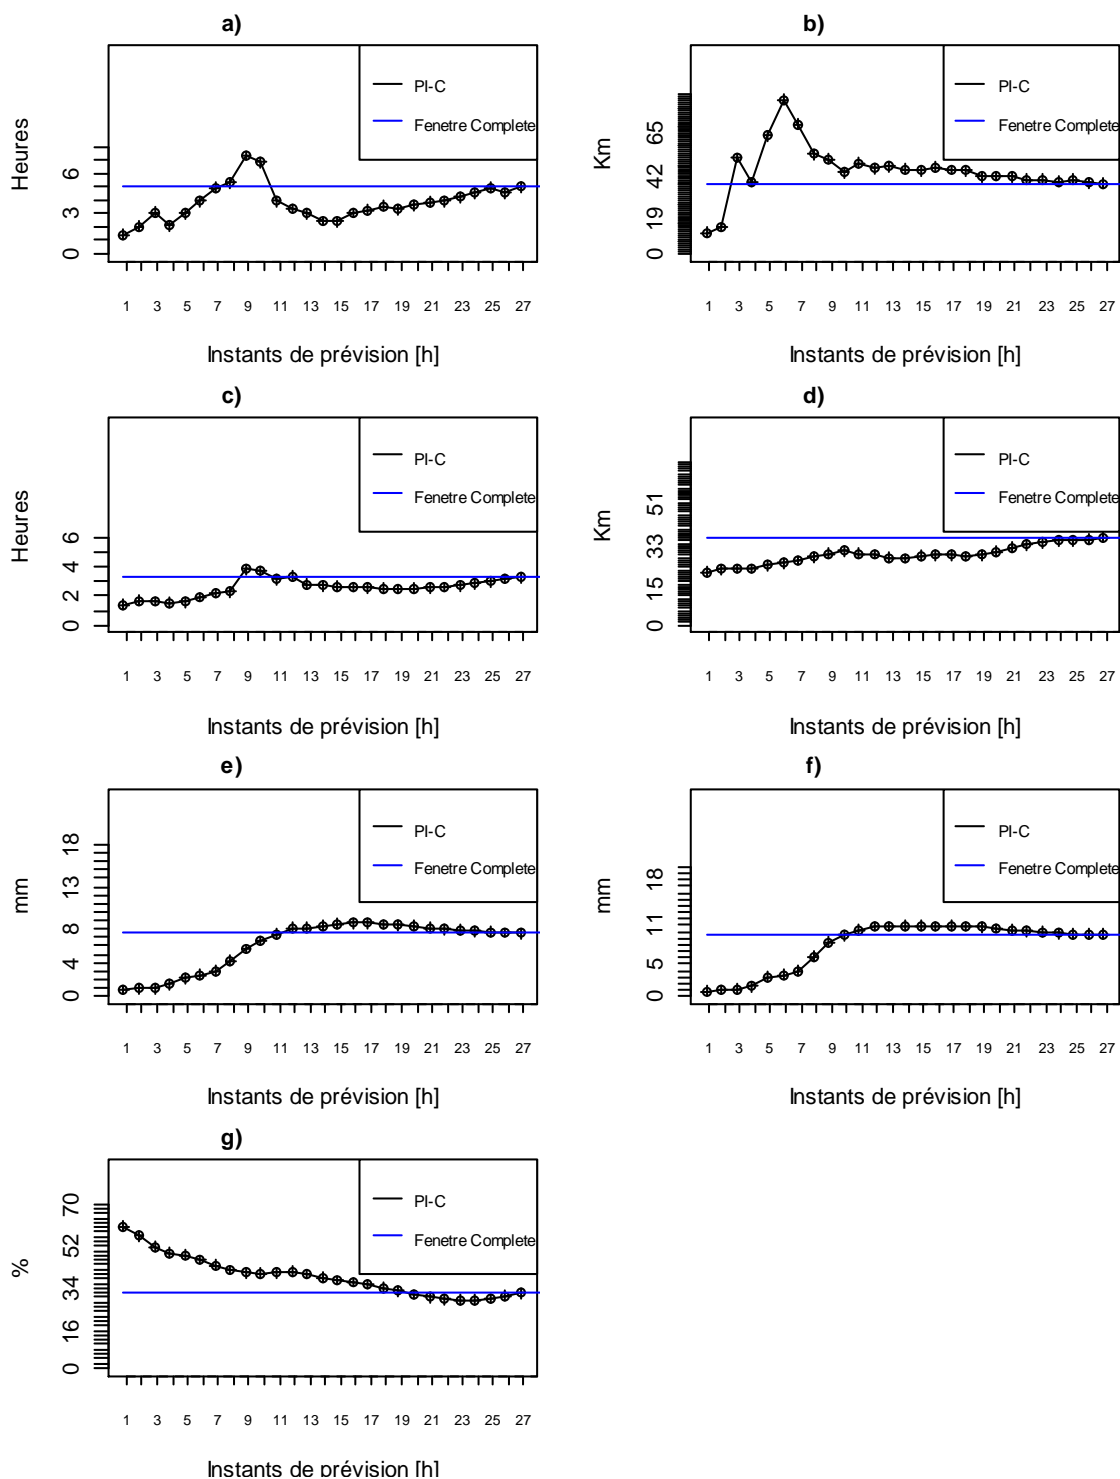 a)
Heures
6
3
0
PI-C
Fenetre Complete
1 3 5 7 9 11 13 15 17 19 21 23 25 27
Instants de prévision [h]
b)
Km
65
42
19
0
PI-C
Fenetre Complete
1 3 5 7 9 11 13 15 17 19 21 23 25 27
Instants de prévision [h]
c)
Heures
6
4
2
0
PI-C
Fenetre Complete
1 3 5 7 9 11 13 15 17 19 21 23 25 27
Instants de prévision [h]
d)
Km
51
33
15
0
PI-C
Fenetre Complete
1 3 5 7 9 11 13 15 17 19 21 23 25 27
Instants de prévision [h]
e)
mm
18
13
8
4
0
PI-C
Fenetre Complete
1 3 5 7 9 11 13 15 17 19 21 23 25 27
Instants de prévision [h]
f)
mm
18
11
5
0
PI-C
Fenetre Complete
1 3 5 7 9 11 13 15 17 19 21 23 25 27
Instants de prévision [h]
g)
%
70
52
34
16
0
PI-C
Fenetre Complete
1 3 5 7 9 11 13 15 17 19 21 23 25 27
Instants de prévision [h]